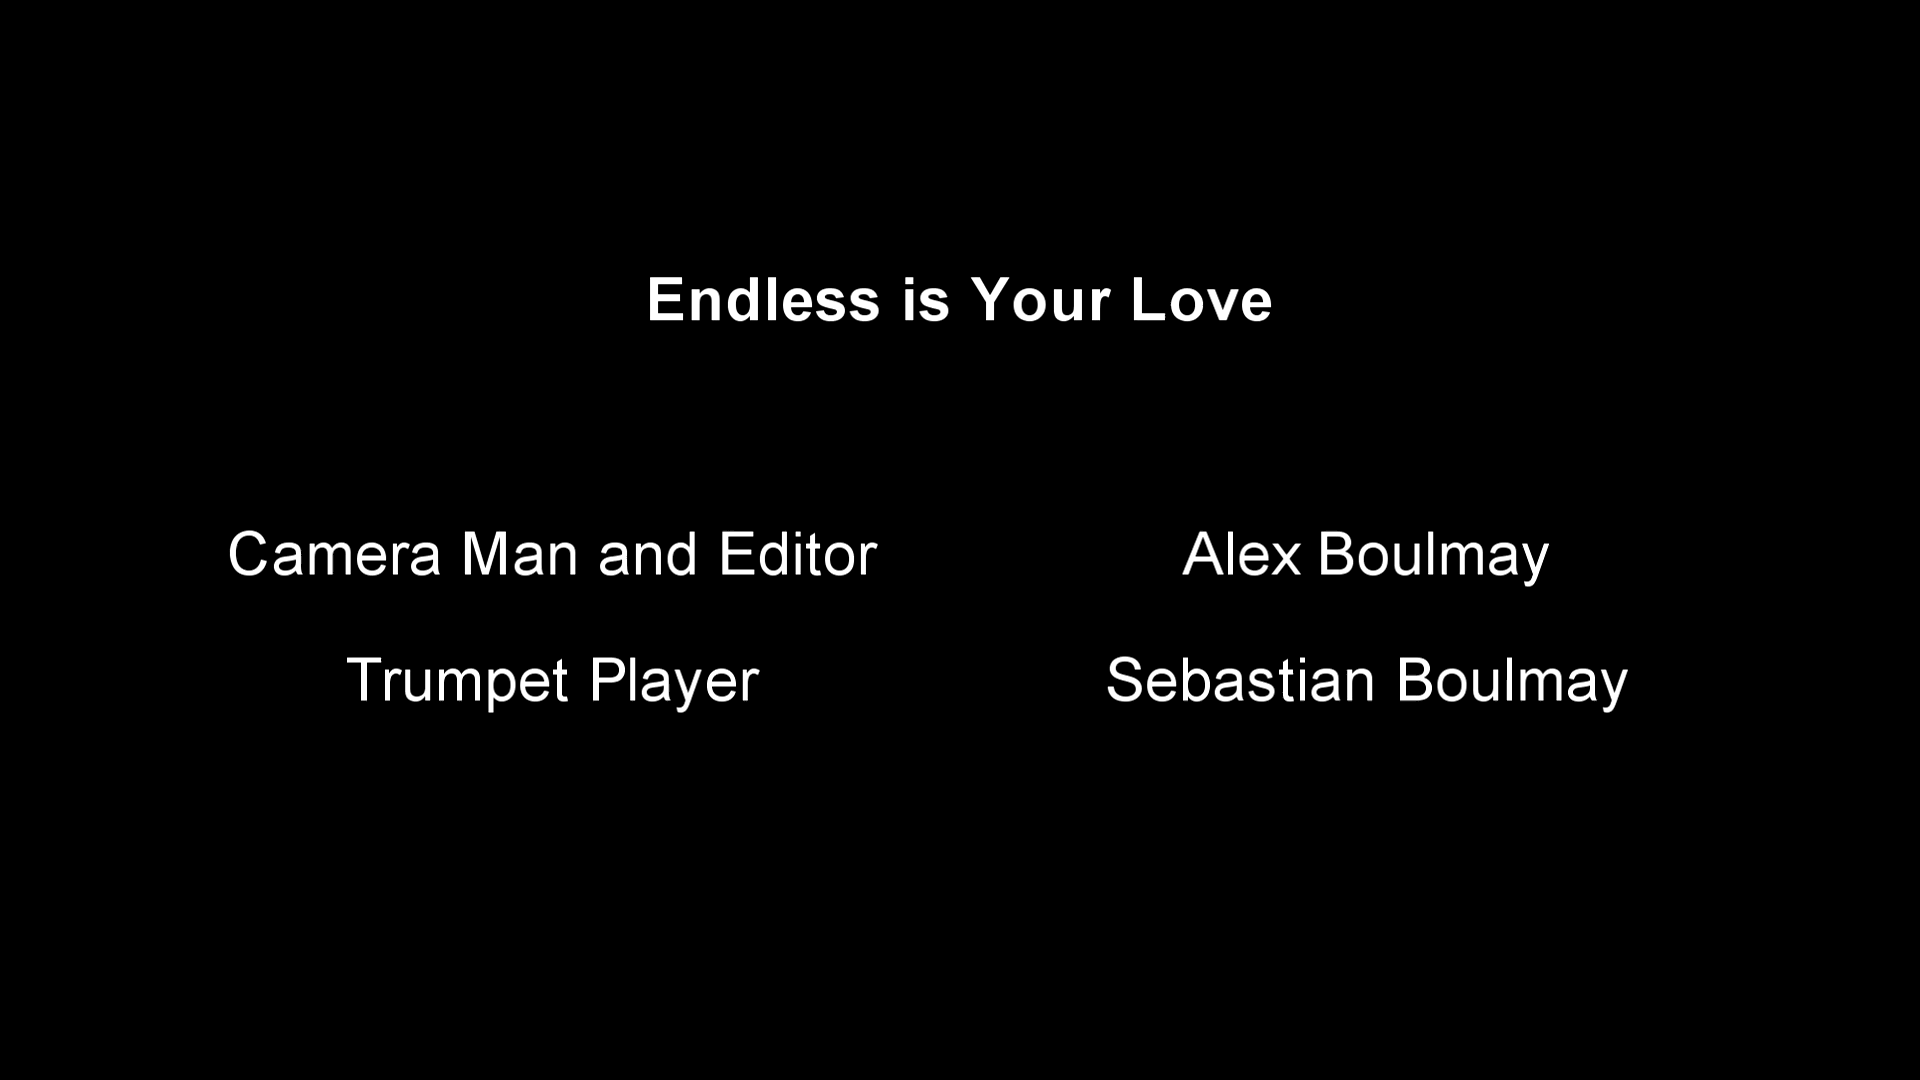 Endless is Your Love
Camera Man and Editor Alex Boulmay
Trumpet Player Sebastian Boulmay